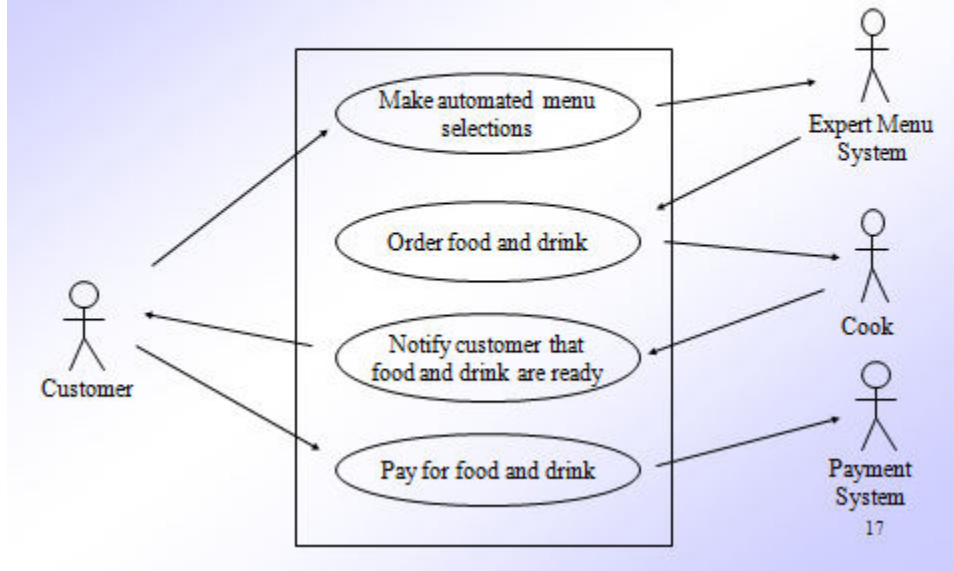 Make automated menu
selections
Expert Menu
System
Order food and drink
Cook
Notify customer that
food and drink are ready
Customer
Pay for food and drink
Payment
System
17